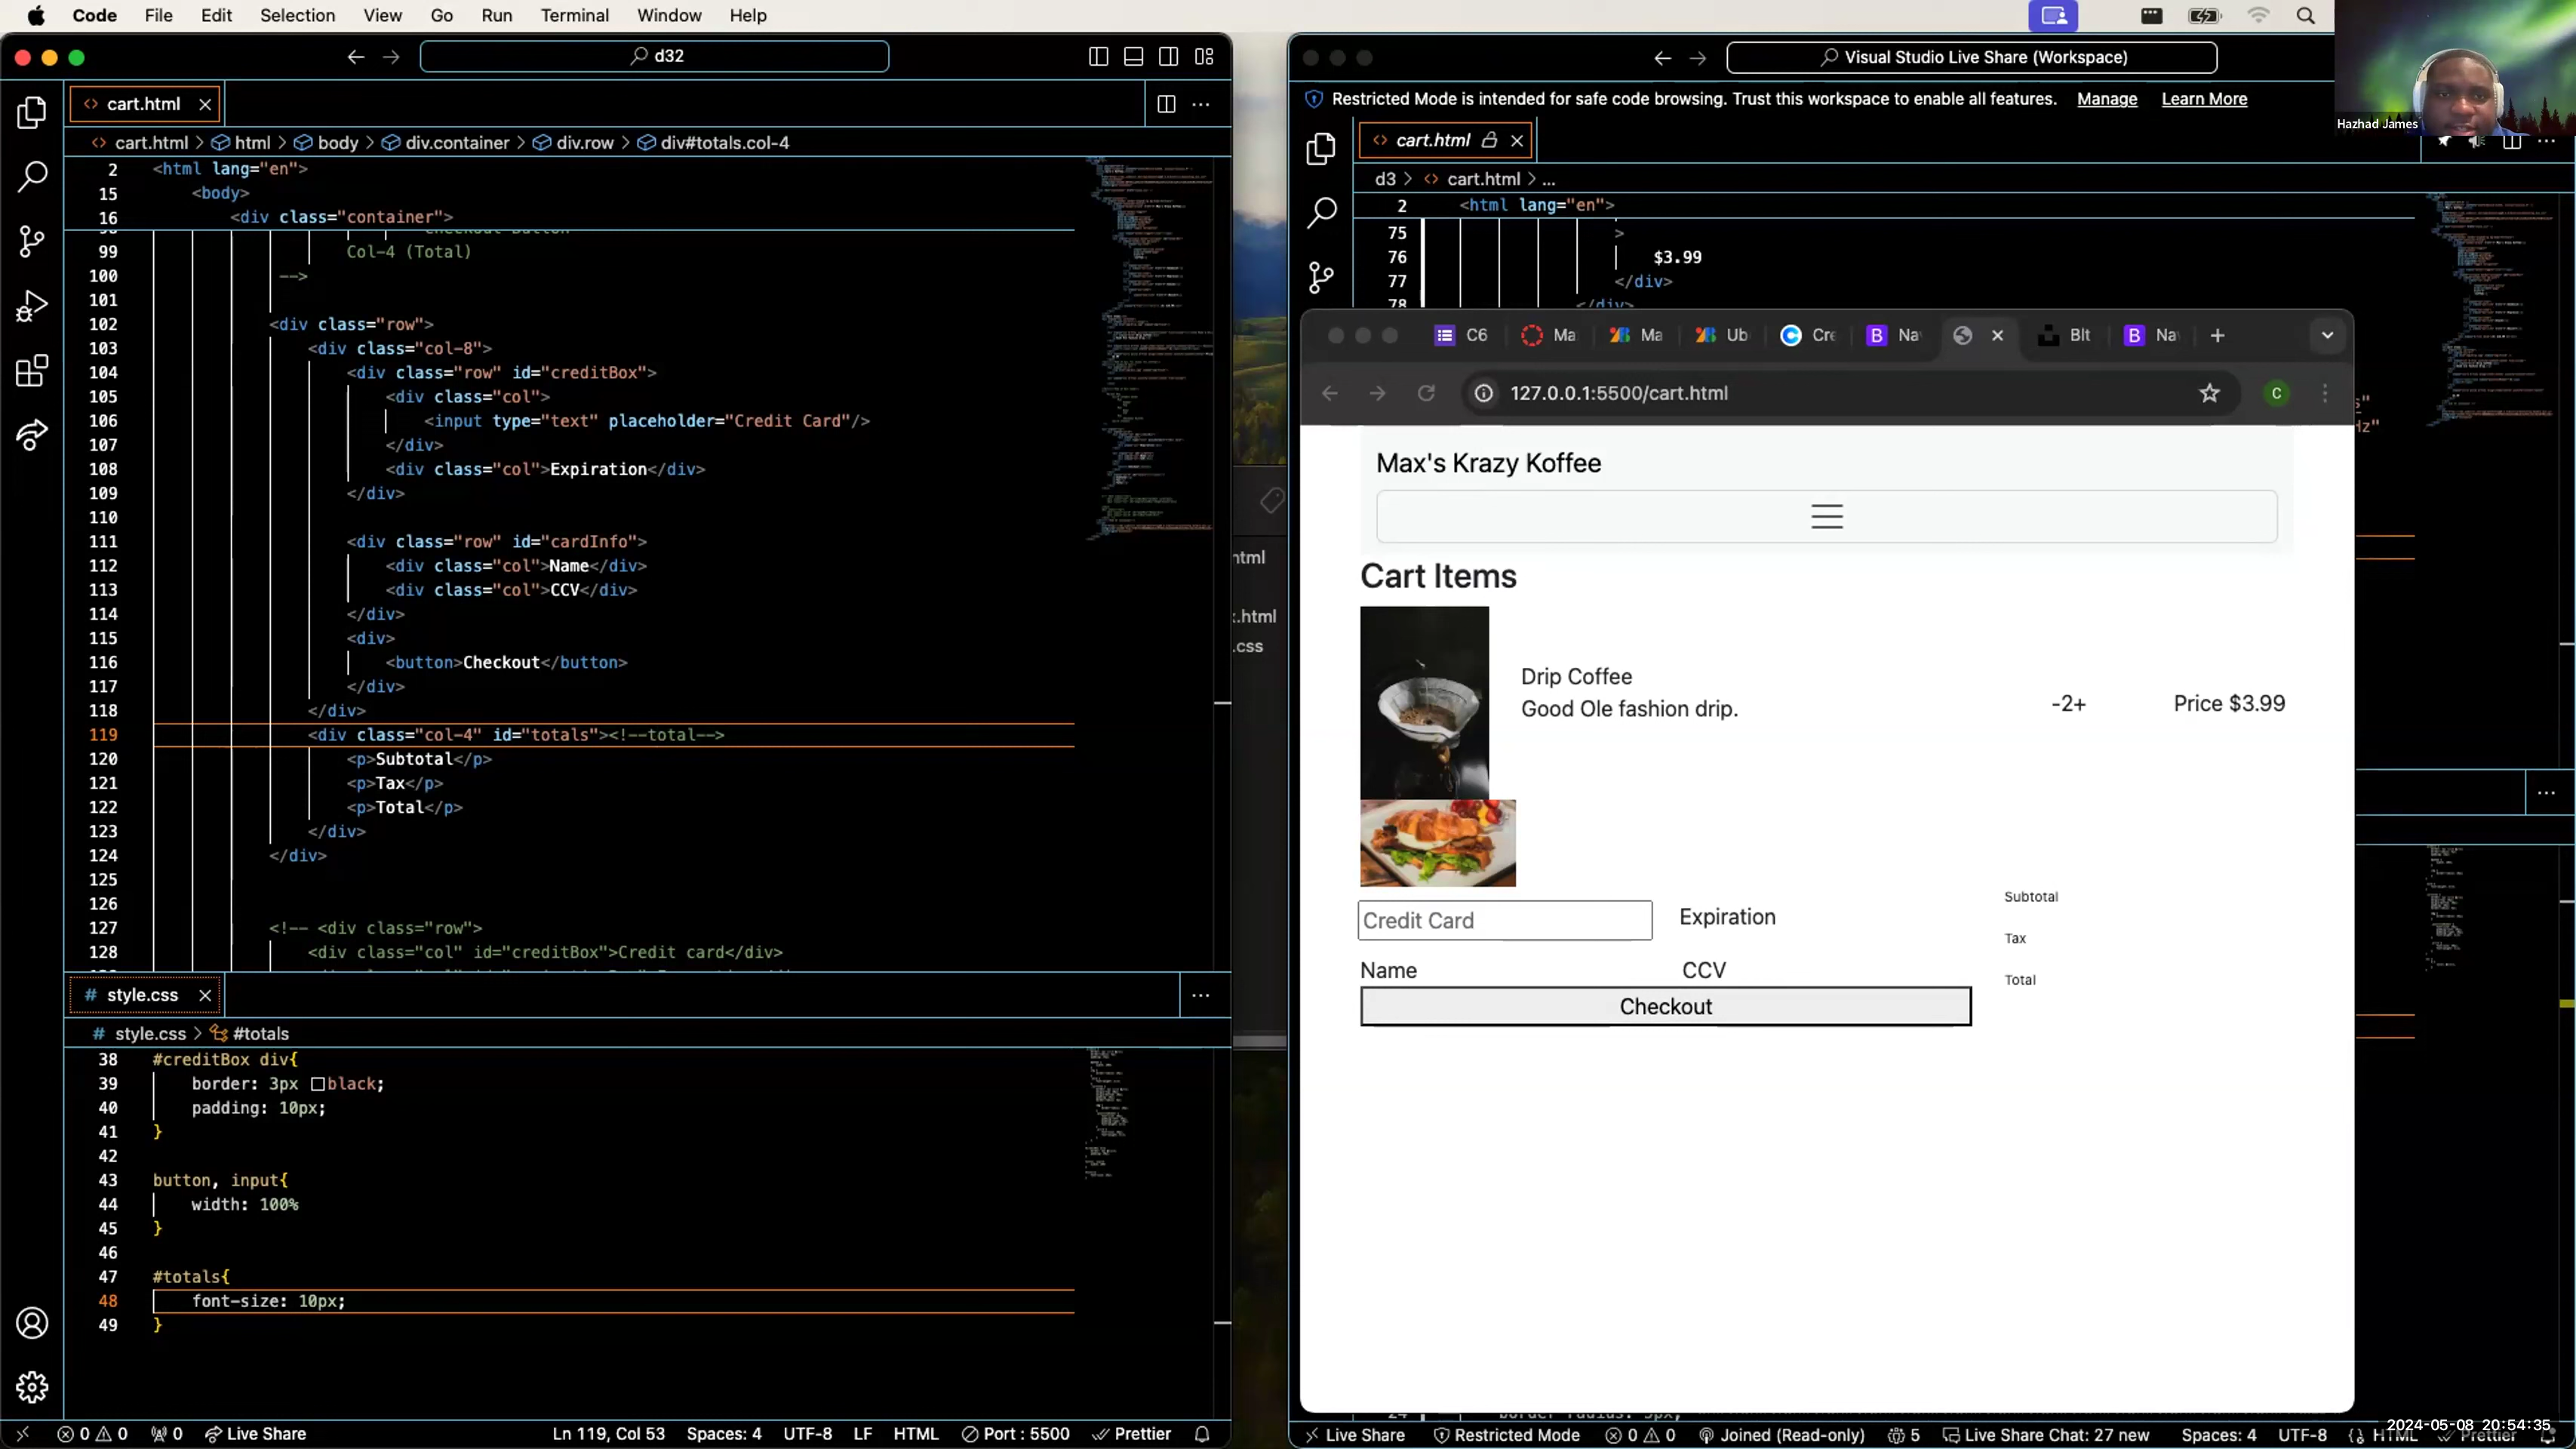 Code File Edit Selection View Go Run Terminal Window Help
d32
cart.html
cart.html > html > body > div.container > div.row > div#totals.col-4
2 <html lang="en">
15 <body>
16 <div class="container">
99 Col-4 (Total)
100 -->
101
102 <div class="row">
103 <div class="col-8">
104 <div class="row" id="creditBox">
105 <div class="col">
106 <input type="text" placeholder="Credit Card"/>
107 </div>
108 <div class="col">Expiration</div>
109 </div>
110
111 <div class="row" id="cardInfo">
112 <div class="col">Name</div>
113 <div class="col">CCV</div>
114 </div>
115 <div>
116 <button>Checkout</button>
117 </div>
118 </div>
119 <div class="col-4" id="totals"><!--total-->
120 <p>Subtotal</p>
121 <p>Tax</p>
122 <p>Total</p>
123 </div>
124 </div>
125
126
127 <!-- <div class="row">
128 <div class="col" id="creditBox">Credit card</div>
# style.css
# style.css > #totals
38 #creditBox div{
39 border: 3px black;
40 padding: 10px;
41 }
42
43 button, input{
44 width: 100%
45 }
46
47 #totals{
48 font-size: 10px;
49 }
0 0 0 Live Share Ln 119, Col 53 Spaces: 4 UTF-8 LF HTML Port : 5500 Prettier
Visual Studio Live Share (Workspace)
Restricted Mode is intended for safe code browsing. Trust this workspace to enable all features. Manage Learn More
Hazhad James
cart.html
d3 > cart.html > ...
2 <html lang="en">
75 >
76 $3.99
77 </div>
78 </div>
C6 Ma Ma Ub Cre Na Blt Na
127.0.0.1:5500/cart.html
Max's Krazy Koffee
Cart Items
Drip Coffee
Good Ole fashion drip.
-2+
Price $3.99
Credit Card
Expiration
Name
CCV
Checkout
Subtotal
Tax
Total
.css
Live Share Restricted Mode 0 0 Joined (Read-only) 5 Live Share Chat: 27 new Spaces: 4 UTF-8 HTML Prettier
2024-05-08 20:54:35